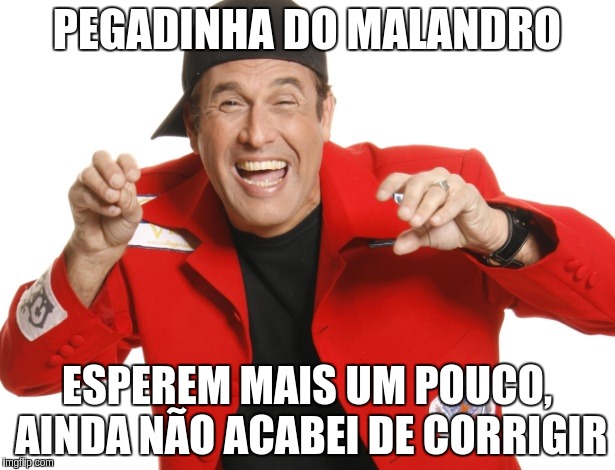 PEGADINHA DO MALANDRO
ESPEREM MAIS UM POUCO,
AINDA NÃO ACABEI DE CORRIGIR
imgflip.com